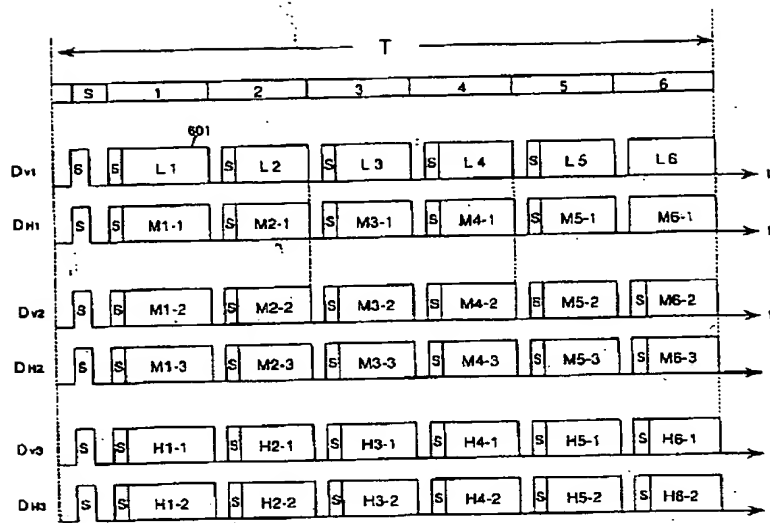 T
S 1 2 3 4 5 6
601
Dv1 S S L1 S L2 S L3 S L4 S L5 L6 t
DH1 S S M1-1 S M2-1 S M3-1 S M4-1 S M5-1 M6-1 t
Dv2 S S M1-2 S M2-2 S M3-2 S M4-2 S M5-2 S M6-2 t
DH2 S S M1-3 S M2-3 S M3-3 S M4-3 S M5-3 S M6-3
Dv3 S S H1-1 S H2-1 S H3-1 S H4-1 S H5-1 S H6-1
DH3 S S H1-2 S H2-2 S H3-2 S H4-2 S H5-2 S H6-2